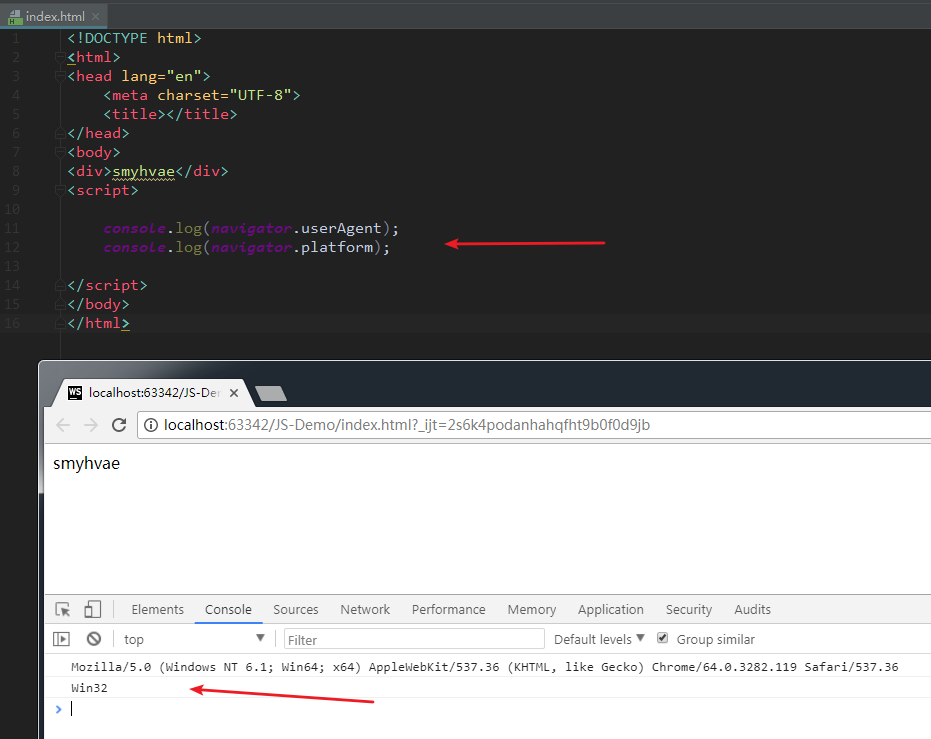 index.html
1 <!DOCTYPE html>
2 <html>
3 <head lang="en">
4 <meta charset="UTF-8">
5 <title></title>
6 </head>
7 <body>
8 <div>smyhvae</div>
9 <script>
10
11 console.log(navigator.userAgent);
12 console.log(navigator.platform);
13
14 </script>
15 </body>
16 </html>
WS localhost:63342/JS-De
localhost:63342/JS-Demo/index.html?_ijt=2s6k4podanhahqfht9b0f0d9jb
smyhvae
Elements Console Sources Network Performance Memory Application Security Audits
top Filter Default levels Group similar
Mozilla/5.0 (Windows NT 6.1; Win64; x64) AppleWebKit/537.36 (KHTML, like Gecko) Chrome/64.0.3282.119 Safari/537.36
Win32